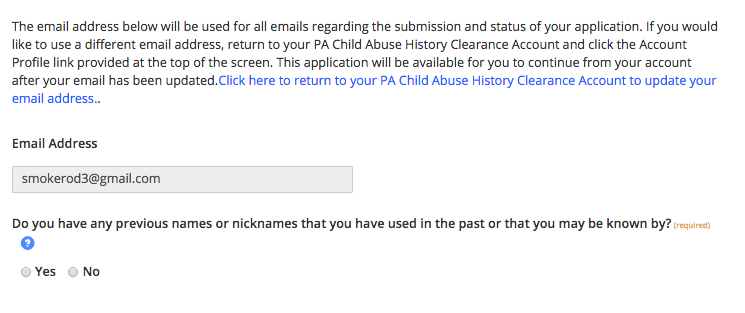 The email address below will be used for all emails regarding the submission and status of your application. If you would
like to use a different email address, return to your PA Child Abuse History Clearance Account and click the Account
Profile link provided at the top of the screen. This application will be available for you to continue from your account
after your email has been updated.Click here to return to your PA Child Abuse History Clearance Account to update your
email address..
Email Address
smokerod3@gmail.com
Do you have any previous names or nicknames that you have used in the past or that you may be known by? (required)
?
Yes No